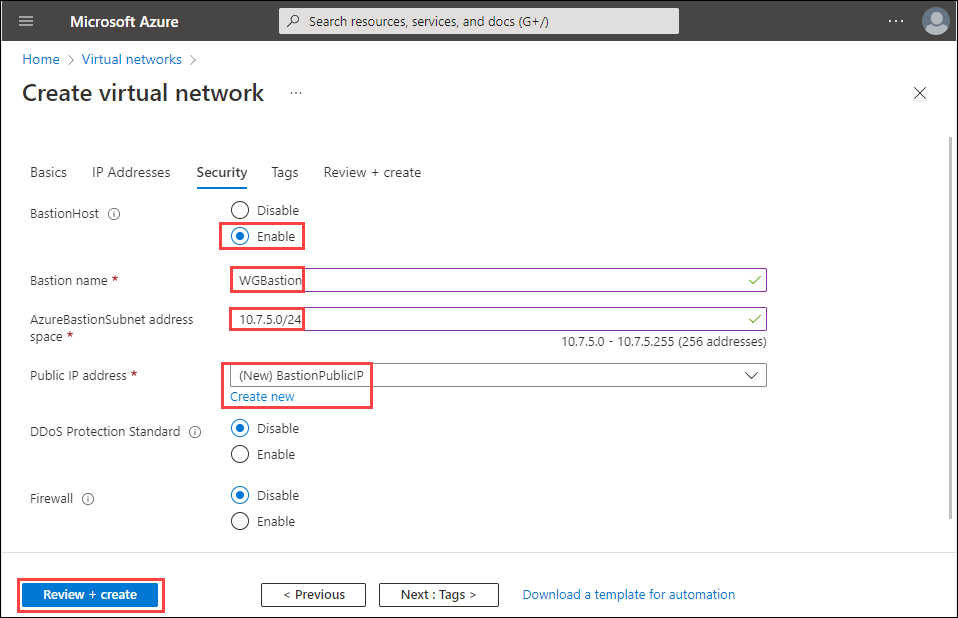 Microsoft Azure
Search resources, services, and docs (G+/)
...
Home > Virtual networks >
Create virtual network ...
Basics IP Addresses Security Tags Review + create
BastionHost
Disable
Enable
Bastion name *
WGBastion
AzureBastionSubnet address
space *
10.7.5.0/24
10.7.5.0 - 10.7.5.255 (256 addresses)
Public IP address *
(New) BastionPublicIP
Create new
DDoS Protection Standard
Disable
Enable
Firewall
Disable
Enable
Review + create
< Previous
Next : Tags >
Download a template for automation